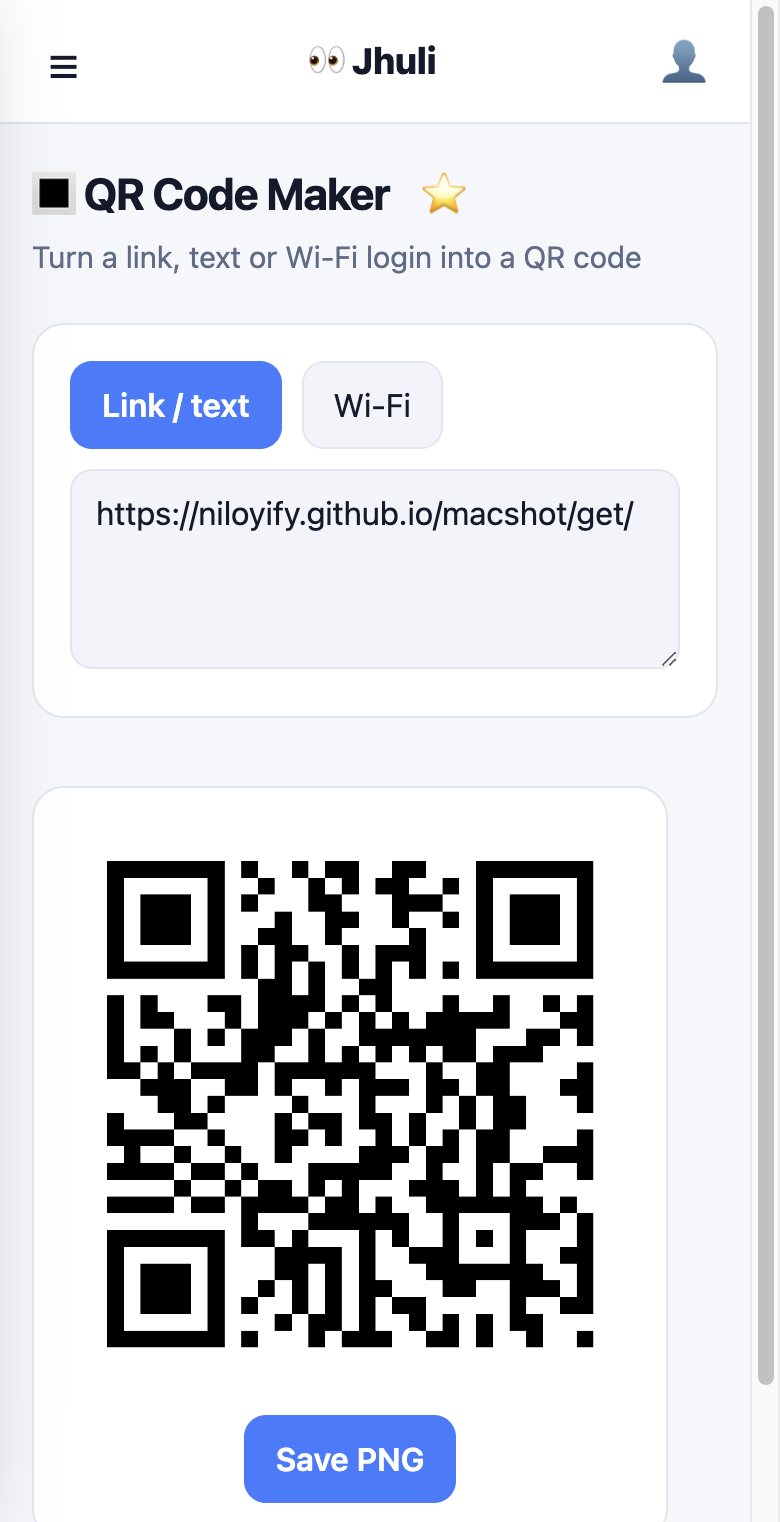 Jhuli
QR Code Maker
Turn a link, text or Wi-Fi login into a QR code
Link / text
Wi-Fi
https://niloyify.github.io/macshot/get/
Save PNG